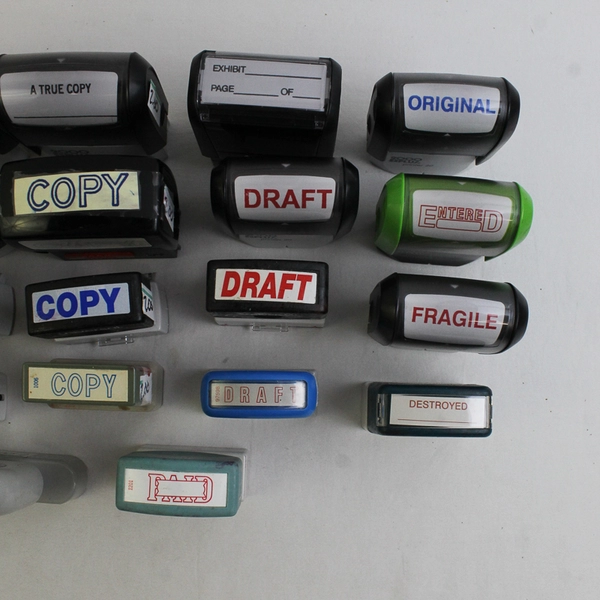 A TRUE COPY
EXHIBIT
PAGE OF
ORIGINAL
COPY
DRAFT
ENTERED
COPY
DRAFT
FRAGILE
COPY
DRAFT
DESTROYED
PAID